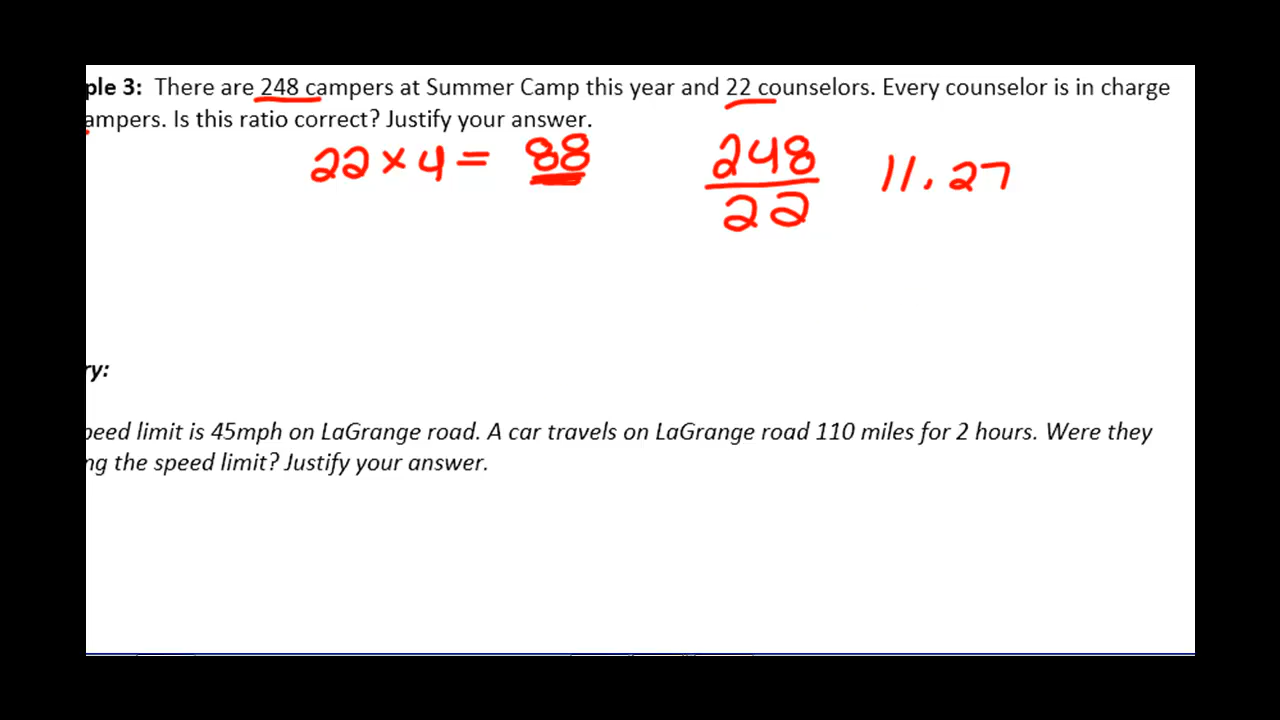 ple 3: There are 248 campers at Summer Camp this year and 22 counselors. Every counselor is in charge
ampers. Is this ratio correct? Justify your answer.
22 × 4 = 88
248
22
11.27
ry:
peed limit is 45mph on LaGrange road. A car travels on LaGrange road 110 miles for 2 hours. Were they
ng the speed limit? Justify your answer.